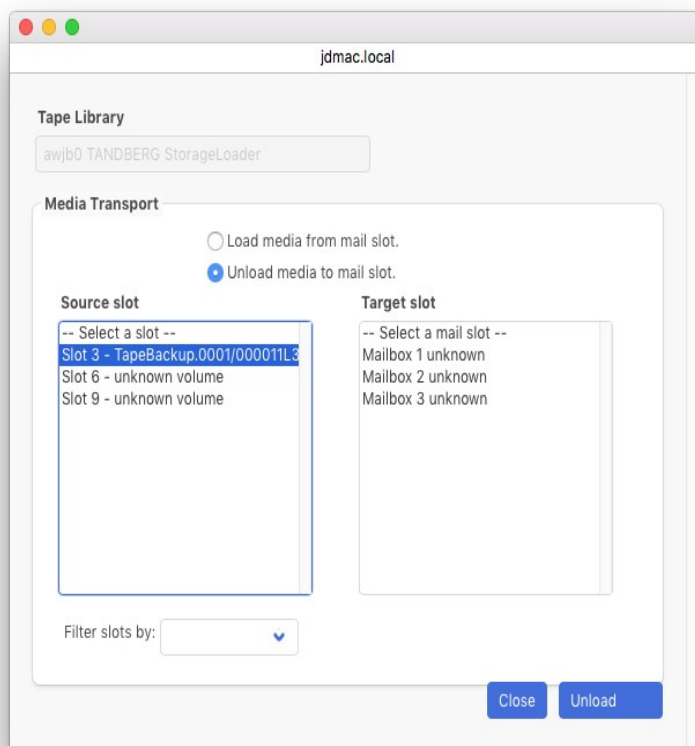 jdmac.local
Tape Library
awjb0 TANDBERG StorageLoader
Media Transport
Load media from mail slot.
Unload media to mail slot.
Source slot
-- Select a slot --
Slot 3 - TapeBackup.0001/000011L3
Slot 6 - unknown volume
Slot 9 - unknown volume
Target slot
-- Select a mail slot --
Mailbox 1 unknown
Mailbox 2 unknown
Mailbox 3 unknown
Filter slots by:
Close
Unload